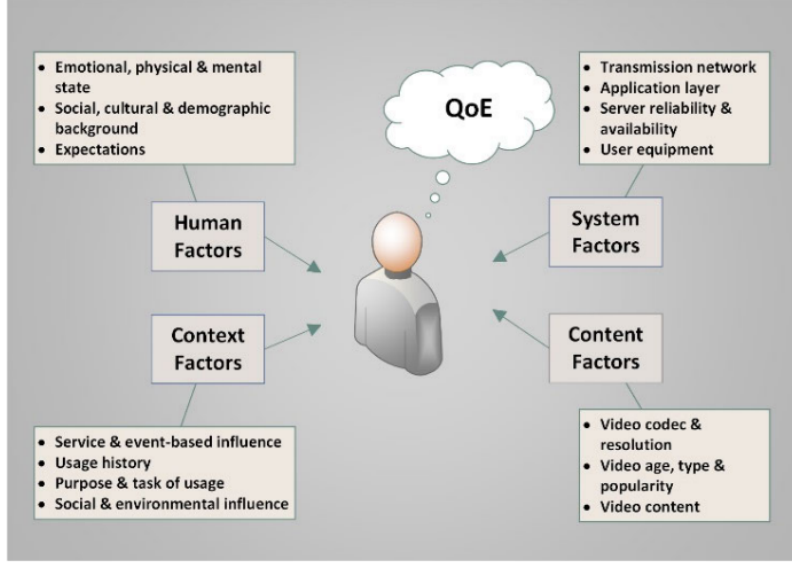 • Emotional, physical & mental
state
• Social, cultural & demographic
background
• Expectations
QoE
• Transmission network
• Application layer
• Server reliability &
availability
• User equipment
Human
Factors
System
Factors
Context
Factors
Content
Factors
• Service & event-based influence
• Usage history
• Purpose & task of usage
• Social & environmental influence
• Video codec &
resolution
• Video age, type &
popularity
• Video content